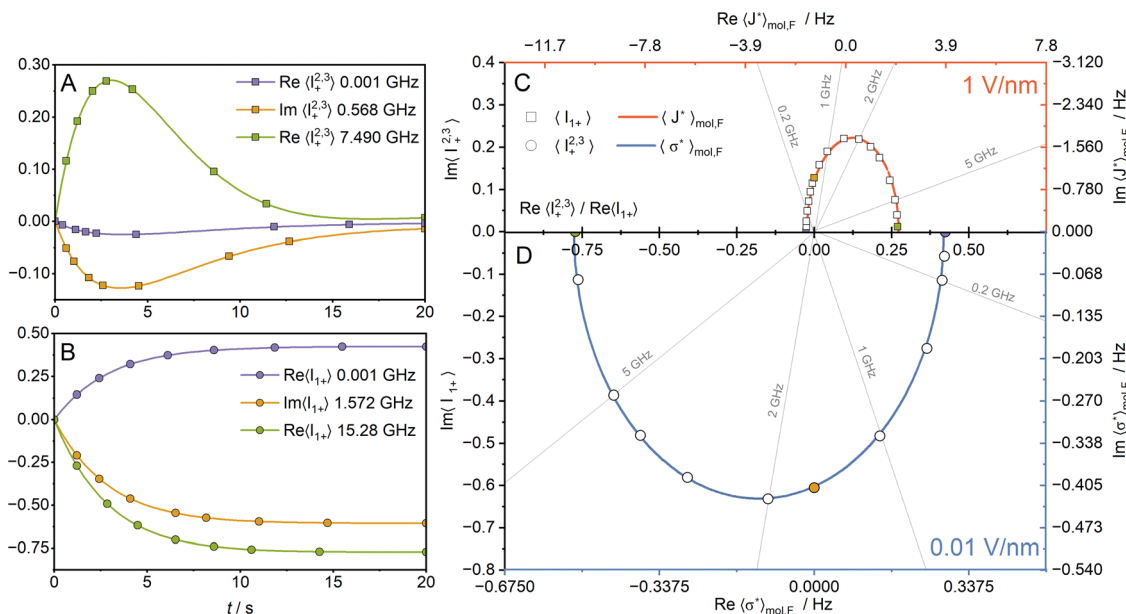 A
0.30
0.20
0.10
0.00
−0.10
0
5
10
15
20
Re ⟨I₊²,³⟩ 0.001 GHz
Im ⟨I₊²,³⟩ 0.568 GHz
Re ⟨I₊²,³⟩ 7.490 GHz
B
0.50
0.25
0.00
−0.25
−0.50
−0.75
0
5
10
15
20
t / s
Re⟨I₁₊⟩ 0.001 GHz
Im⟨I₁₊⟩ 1.572 GHz
Re⟨I₁₊⟩ 15.28 GHz
Re ⟨J*⟩mol,F / Hz
−11.7
−7.8
−3.9
0.0
3.9
7.8
C
1 V/nm
⟨ I₁₊ ⟩
⟨ J* ⟩mol,F
⟨ I₊²,³ ⟩
⟨ σ* ⟩mol,F
0.2 GHz
1 GHz
2 GHz
5 GHz
Im⟨ I₊²,³ ⟩
0.4
0.3
0.2
0.1
0.0
−3.120
−2.340
−1.560
−0.780
0.000
Im ⟨J*⟩mol,F / Hz
Re ⟨I₊²,³⟩ / Re⟨I₁₊⟩
−0.75
−0.50
−0.25
0.00
0.25
0.50
D
0.01 V/nm
5 GHz
2 GHz
1 GHz
0.2 GHz
Im⟨ I₁₊ ⟩
−0.1
−0.2
−0.3
−0.4
−0.5
−0.6
−0.7
−0.8
−0.068
−0.135
−0.203
−0.270
−0.338
−0.405
−0.473
−0.540
Im ⟨σ*⟩mol,F / Hz
−0.6750
−0.3375
0.0000
0.3375
Re ⟨σ*⟩mol,F / Hz